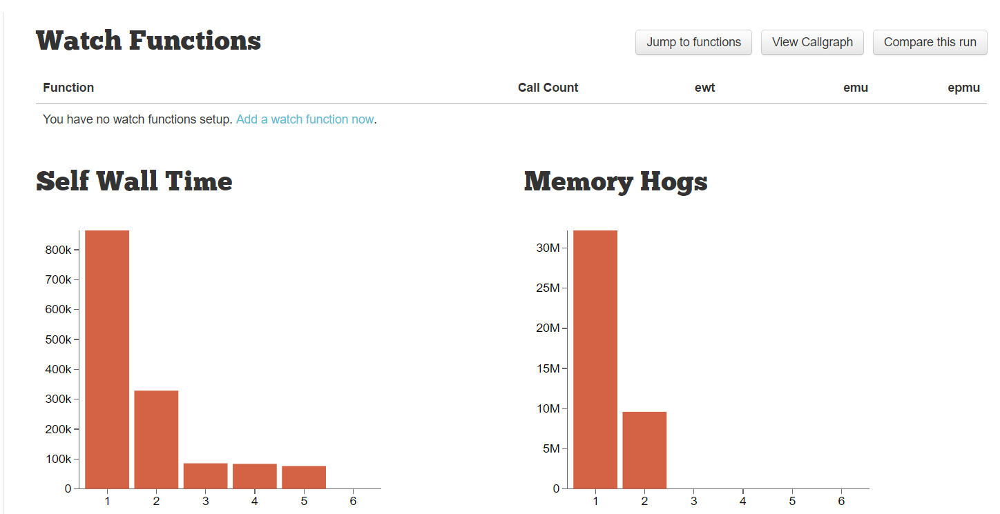 Watch Functions
Jump to functions
View Callgraph
Compare this run
Function Call Count ewt emu epmu
You have no watch functions setup. Add a watch function now.
Self Wall Time
800k
700k
600k
500k
400k
300k
200k
100k
0
1 2 3 4 5 6
Memory Hogs
30M
25M
20M
15M
10M
5M
0
1 2 3 4 5 6